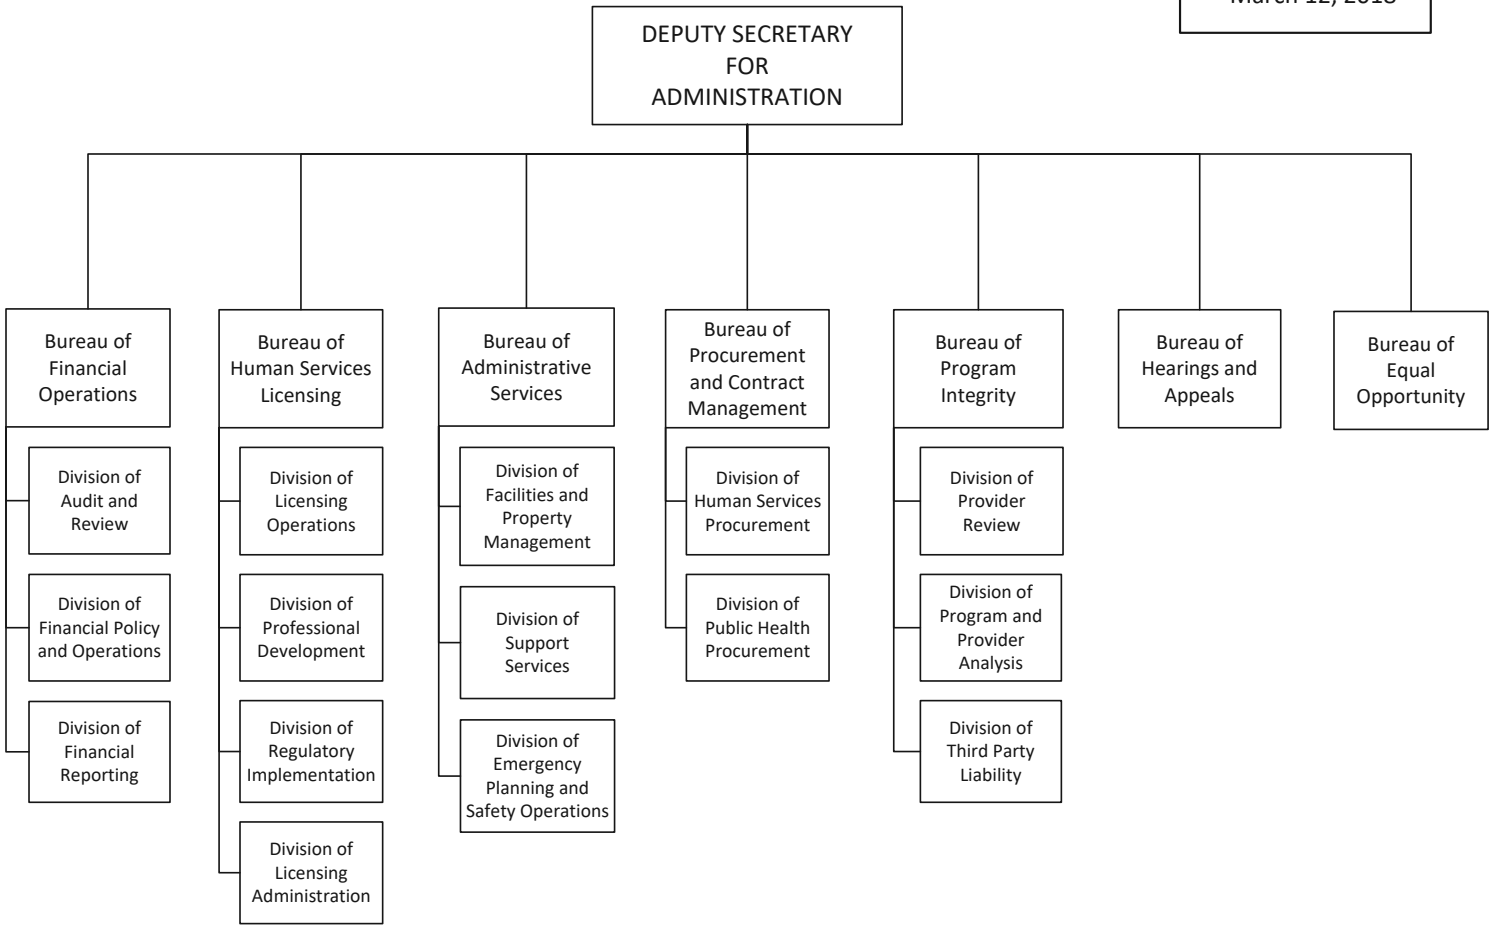 March 12, 2018
DEPUTY SECRETARY
FOR
ADMINISTRATION
Bureau of
Financial
Operations
Division of
Audit and
Review
Division of
Financial Policy
and Operations
Division of
Financial
Reporting
Bureau of
Human Services
Licensing
Division of
Licensing
Operations
Division of
Professional
Development
Division of
Regulatory
Implementation
Division of
Licensing
Administration
Bureau of
Administrative
Services
Division of
Facilities and
Property
Management
Division of
Support
Services
Division of
Emergency
Planning and
Safety Operations
Bureau of
Procurement
and Contract
Management
Division of
Human Services
Procurement
Division of
Public Health
Procurement
Bureau of
Program
Integrity
Division of
Provider
Review
Division of
Program and
Provider
Analysis
Division of
Third Party
Liability
Bureau of
Hearings and
Appeals
Bureau of
Equal
Opportunity